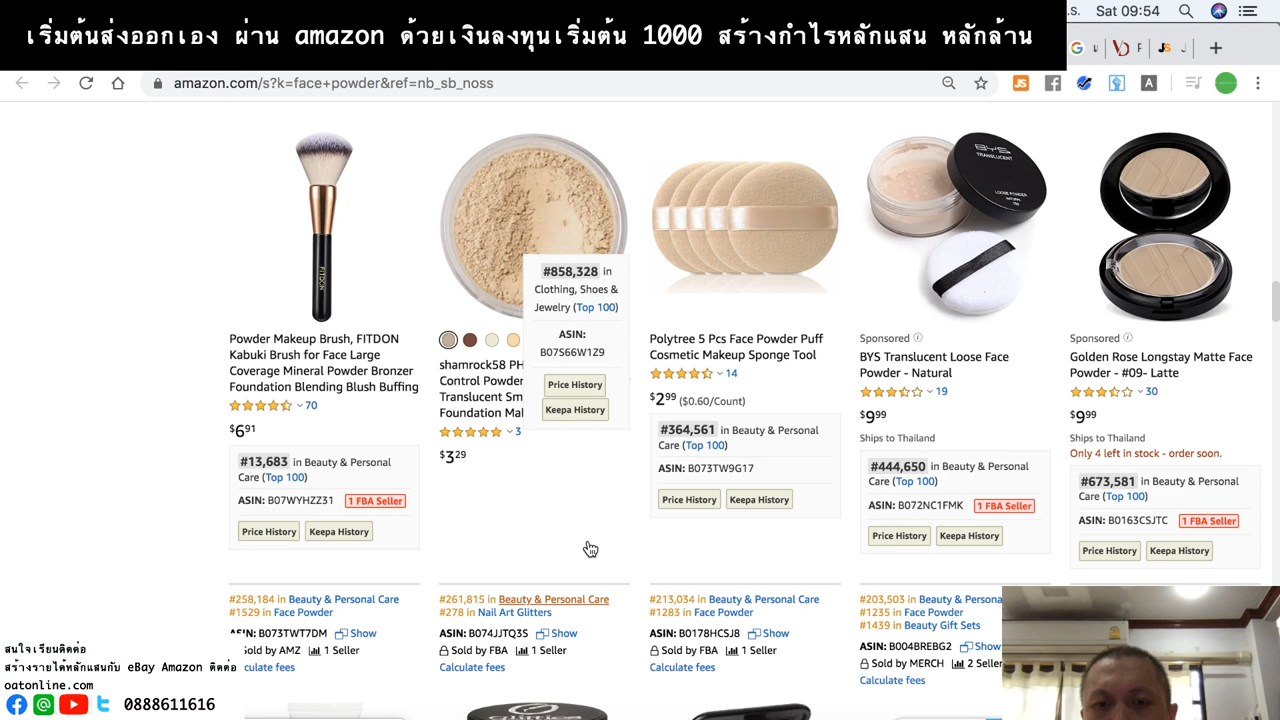 เริ่มต้นส่งออกเอง ผ่าน amazon ด้วยเงินลงทุนเริ่มต้น 1000 สร้างกำไรหลักแสน หลักล้าน
Sat 09:54
amazon.com/s?k=face+powder&ref=nb_sb_noss
FITDON
BYS
TRANSLUCENT
LOOSE POWDER
Powder Makeup Brush, FITDON
Kabuki Brush for Face Large
Coverage Mineral Powder Bronzer
Foundation Blending Blush Buffing
70
$6.91
#13,683 in Beauty & Personal
Care (Top 100)
ASIN: B07WYHZZ31 1 FBA Seller
Price History Keepa History
shamrock58 PH
Control Powder
Translucent Sm
Foundation Mal
3
$3.29
#858,328 in
Clothing, Shoes &
Jewelry (Top 100)
ASIN:
B07S66W1Z9
Price History
Keepa History
Polytree 5 Pcs Face Powder Puff
Cosmetic Makeup Sponge Tool
14
$2.99 ($0.60/Count)
#364,561 in Beauty & Personal
Care (Top 100)
ASIN: B073TW9G17
Price History Keepa History
Sponsored
BYS Translucent Loose Face
Powder - Natural
19
$9.99
Ships to Thailand
#444,650 in Beauty & Personal
Care (Top 100)
ASIN: B072NC1FMK 1 FBA Seller
Price History Keepa History
Sponsored
Golden Rose Longstay Matte Face
Powder - #09- Latte
30
$9.99
Ships to Thailand
Only 4 left in stock - order soon.
#673,581 in Beauty & Personal
Care (Top 100)
ASIN: B0163CSJTC 1 FBA Seller
Price History Keepa History
#258,184 in Beauty & Personal Care
#1529 in Face Powder
ASIN: B073TWT7DM Show
Sold by AMZ 1 Seller
culate fees
#261,815 in Beauty & Personal Care
#278 in Nail Art Glitters
ASIN: B074JJTQ3S Show
Sold by FBA 1 Seller
Calculate fees
#213,034 in Beauty & Personal Care
#1283 in Face Powder
ASIN: B0178HCSJ8 Show
Sold by FBA 1 Seller
Calculate fees
#203,503 in Beauty & Persona
#1235 in Face Powder
#1439 in Beauty Gift Sets
ASIN: B004BREBG2 Show
Sold by MERCH 2 Seller
Calculate fees
สนใจเรียนติดต่อ
สร้างรายได้หลักแสนกับ eBay Amazon ติดต่อ
oatonline.com
0888611616